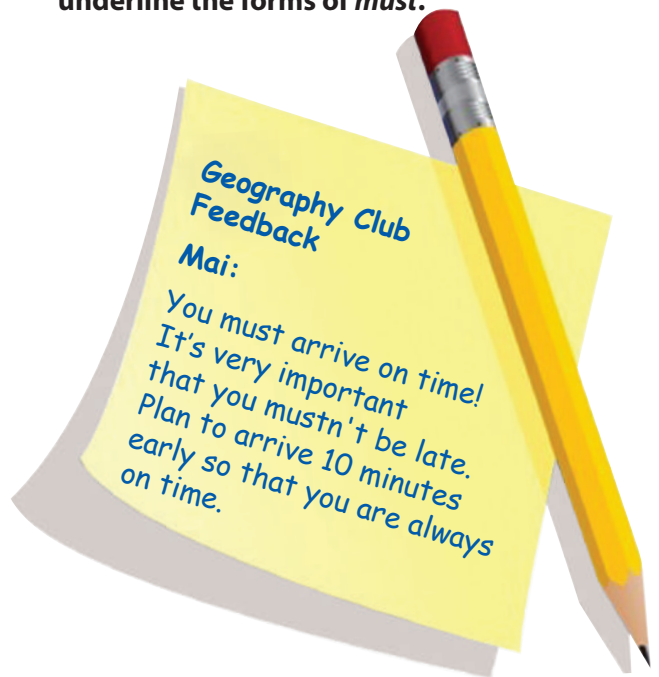 underline the forms of must.
Geography Club
Feedback
Mai:
You must arrive on time!
It's very important
that you mustn't be late.
Plan to arrive 10 minutes
early so that you are always
on time.